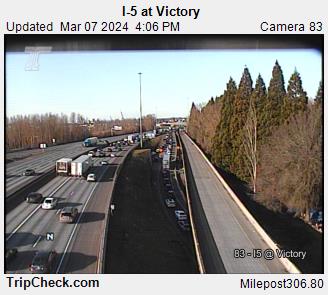 I-5 at Victory
Updated Mar 07 2024 4:06 PM Camera 83
T
N
83 - I5 @ Victory
TripCheck.com Milepost306.80